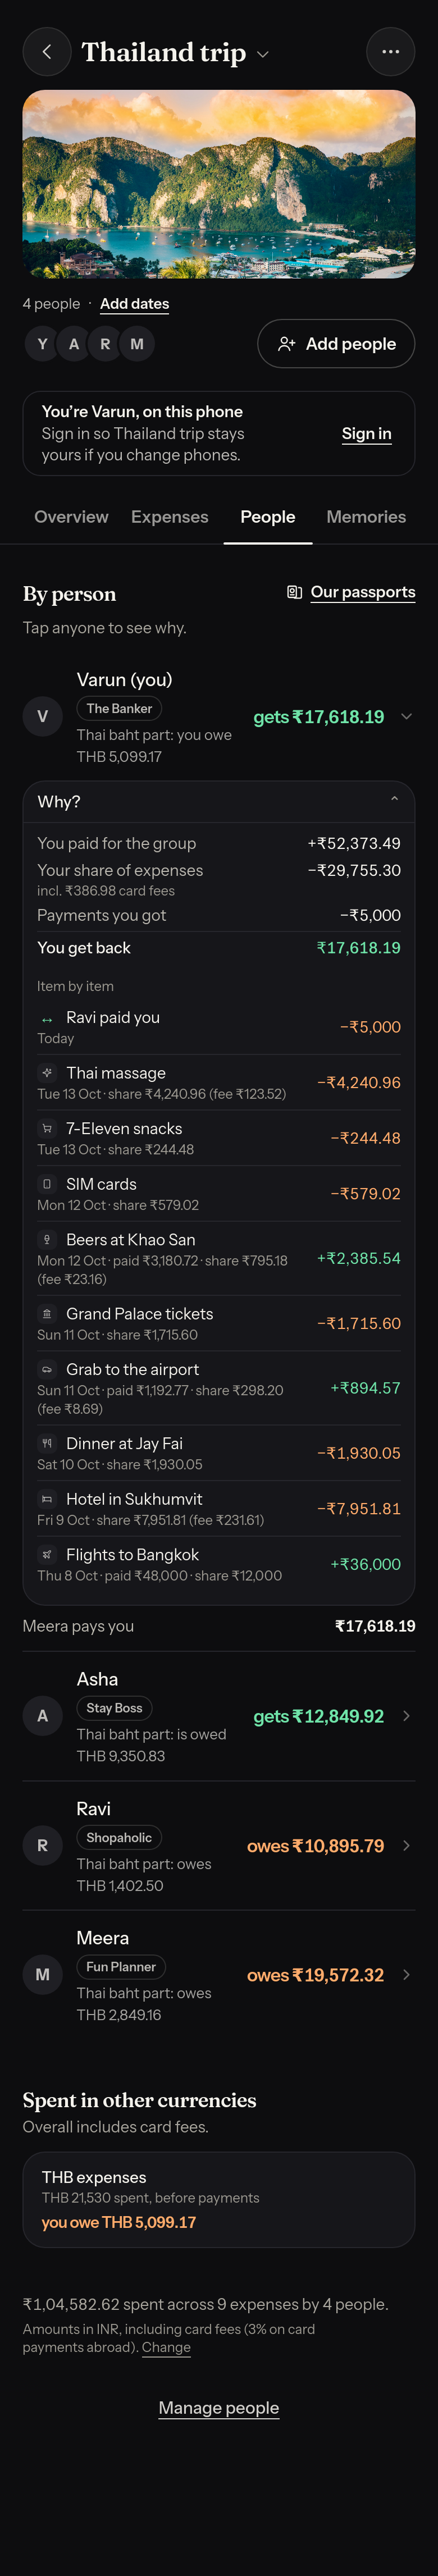 Thailand trip
4 people · Add dates
Y A R M
Add people
You're Varun, on this phone
Sign in so Thailand trip stays
yours if you change phones.
Sign in
Overview Expenses People Memories
By person
Our passports
Tap anyone to see why.
V
Varun (you)
The Banker
Thai baht part: you owe
THB 5,099.17
gets ₹17,618.19
Why?
You paid for the group +₹52,373.49
Your share of expenses −₹29,755.30
incl. ₹386.98 card fees
Payments you got −₹5,000
You get back ₹17,618.19
Item by item
↔ Ravi paid you
Today
−₹5,000
Thai massage
Tue 13 Oct · share ₹4,240.96 (fee ₹123.52)
−₹4,240.96
7-Eleven snacks
Tue 13 Oct · share ₹244.48
−₹244.48
SIM cards
Mon 12 Oct · share ₹579.02
−₹579.02
Beers at Khao San
Mon 12 Oct · paid ₹3,180.72 · share ₹795.18
(fee ₹23.16)
+₹2,385.54
Grand Palace tickets
Sun 11 Oct · share ₹1,715.60
−₹1,715.60
Grab to the airport
Sun 11 Oct · paid ₹1,192.77 · share ₹298.20
(fee ₹8.69)
+₹894.57
Dinner at Jay Fai
Sat 10 Oct · share ₹1,930.05
−₹1,930.05
Hotel in Sukhumvit
Fri 9 Oct · share ₹7,951.81 (fee ₹231.61)
−₹7,951.81
Flights to Bangkok
Thu 8 Oct · paid ₹48,000 · share ₹12,000
+₹36,000
Meera pays you ₹17,618.19
A
Asha
Stay Boss
Thai baht part: is owed
THB 9,350.83
gets ₹12,849.92
R
Ravi
Shopaholic
Thai baht part: owes
THB 1,402.50
owes ₹10,895.79
M
Meera
Fun Planner
Thai baht part: owes
THB 2,849.16
owes ₹19,572.32
Spent in other currencies
Overall includes card fees.
THB expenses
THB 21,530 spent, before payments
you owe THB 5,099.17
₹1,04,582.62 spent across 9 expenses by 4 people.
Amounts in INR, including card fees (3% on card
payments abroad). Change
Manage people